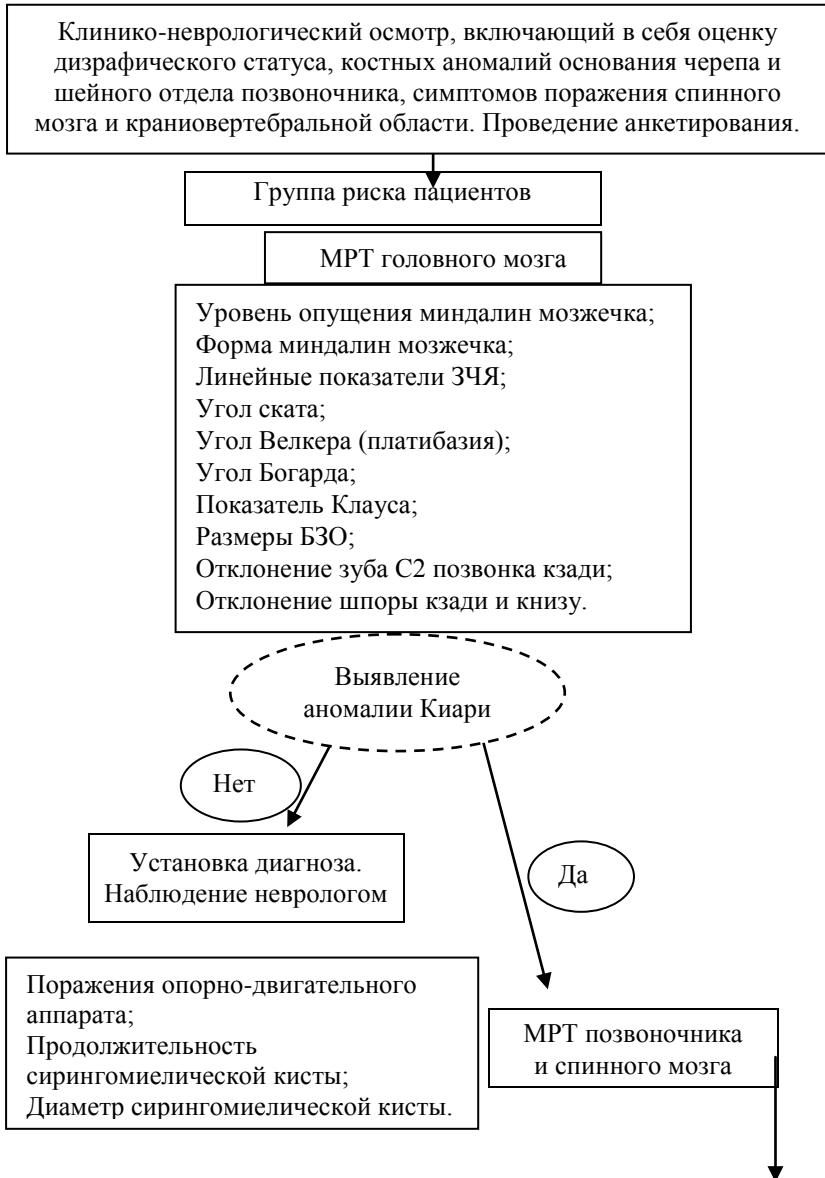 Клинико-неврологический осмотр, включающий в себя оценку
дизрафического статуса, костных аномалий основания черепа и
шейного отдела позвоночника, симптомов поражения спинного
мозга и краниовертебральной области. Проведение анкетирования.
Группа риска пациентов
МРТ головного мозга
Уровень опущения миндалин мозжечка;
Форма миндалин мозжечка;
Линейные показатели ЗЧЯ;
Угол ската;
Угол Велкера (платибазия);
Угол Богарда;
Показатель Клауса;
Размеры БЗО;
Отклонение зуба С2 позвонка кзади;
Отклонение шпоры кзади и книзу.
Выявление
аномалии Киари
Нет
Да
Установка диагноза.
Наблюдение неврологом
Поражения опорно-двигательного
аппарата;
Продолжительность
сирингомиелической кисты;
Диаметр сирингомиелической кисты.
МРТ позвоночника
и спинного мозга